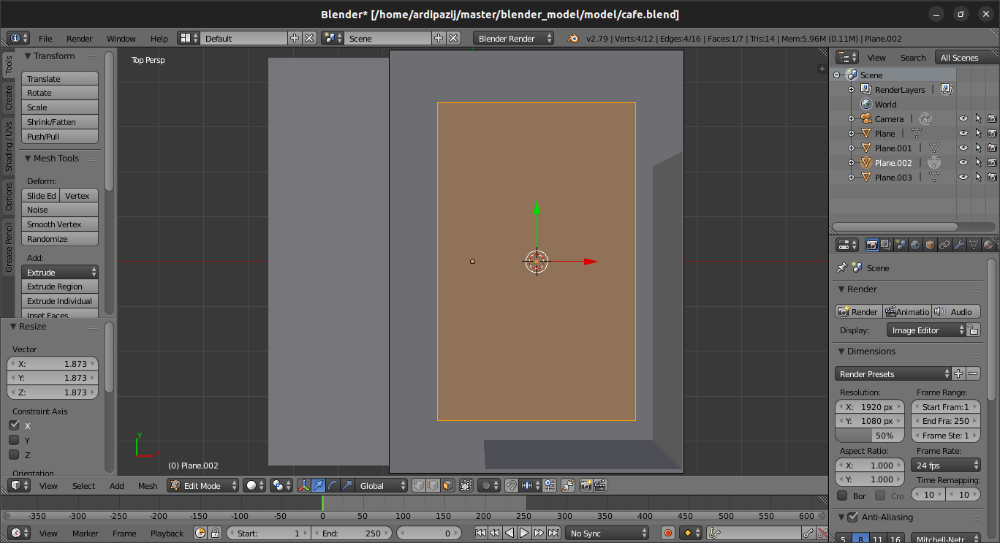 Blender* [/home/ardipazij/master/blender_model/model/cafe.blend]
File Render Window Help Default Scene Blender Render v2.79 | Verts:4/12 | Edges:4/16 | Faces:1/7 | Tris:14 | Mem:5.96M (0.11M) | Plane.002
Tools
Create
Shading / UVs
Options
Grease Pencil
Transform
Translate
Rotate
Scale
Shrink/Fatten
Push/Pull
Mesh Tools
Deform:
Slide Ed Vertex
Noise
Smooth Vertex
Randomize
Add:
Extrude
Extrude Region
Extrude Individual
Inset Faces
Resize
Vector
X: 1.873
Y: 1.873
Z: 1.873
Constraint Axis
X
Y
Z
Orientation
Top Persp
y
x
(0) Plane.002
View Select Add Mesh Edit Mode Global
-350 -300 -250 -200 -150 -100 -50 0 50 100 150 200 250 300 350 400 450 500 550 600
View Marker Frame Playback Start: 1 End: 250 0 No Sync
View Search All Scenes
Scene
RenderLayers |
World
Camera |
Plane |
Plane.001 |
Plane.002 |
Plane.003 |
Scene
Render
Render Animatio Audio
Display: Image Editor
Dimensions
Render Presets
Resolution: Frame Range:
X: 1920 px Start Fram:1
Y: 1080 px End Fra: 250
50% Frame Ste: 1
Aspect Ratio: Frame Rate:
X: 1.000 24 fps
Y: 1.000 Time Remapping:
Bor Cro 10 10
Anti-Aliasing
5 8 11 16 Mitchell-Netr...